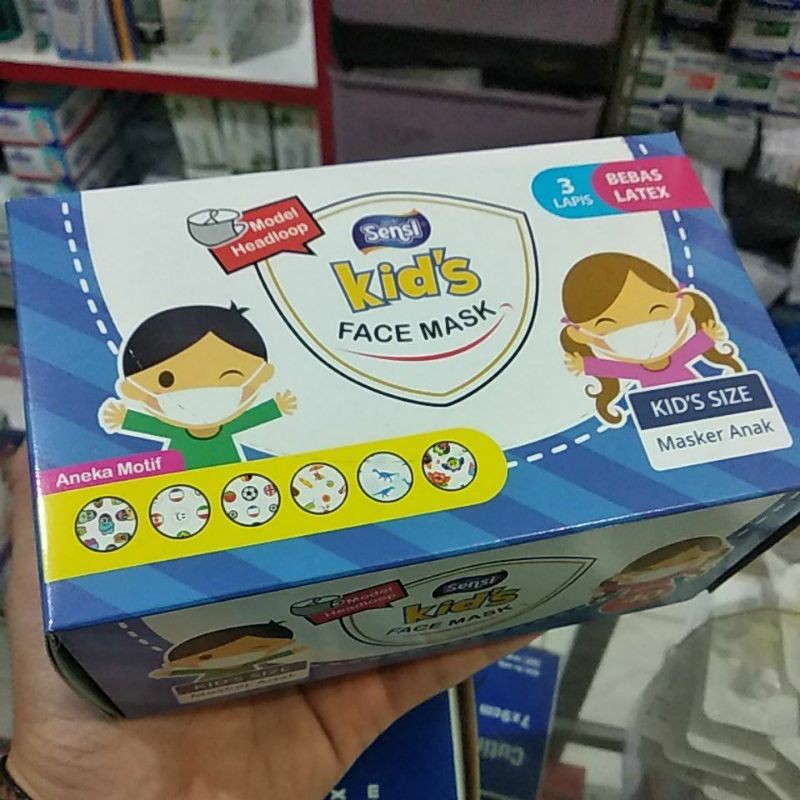 3
LAPIS
BEBAS
LATEX
Model
Headloop
Sensi
kid's
FACE MASK
KID'S SIZE
Masker Anak
Aneka Motif
Model
Headloop
Sensi
kid's
FACE MASK
KID'S SIZE
Masker Anak
7x9cm